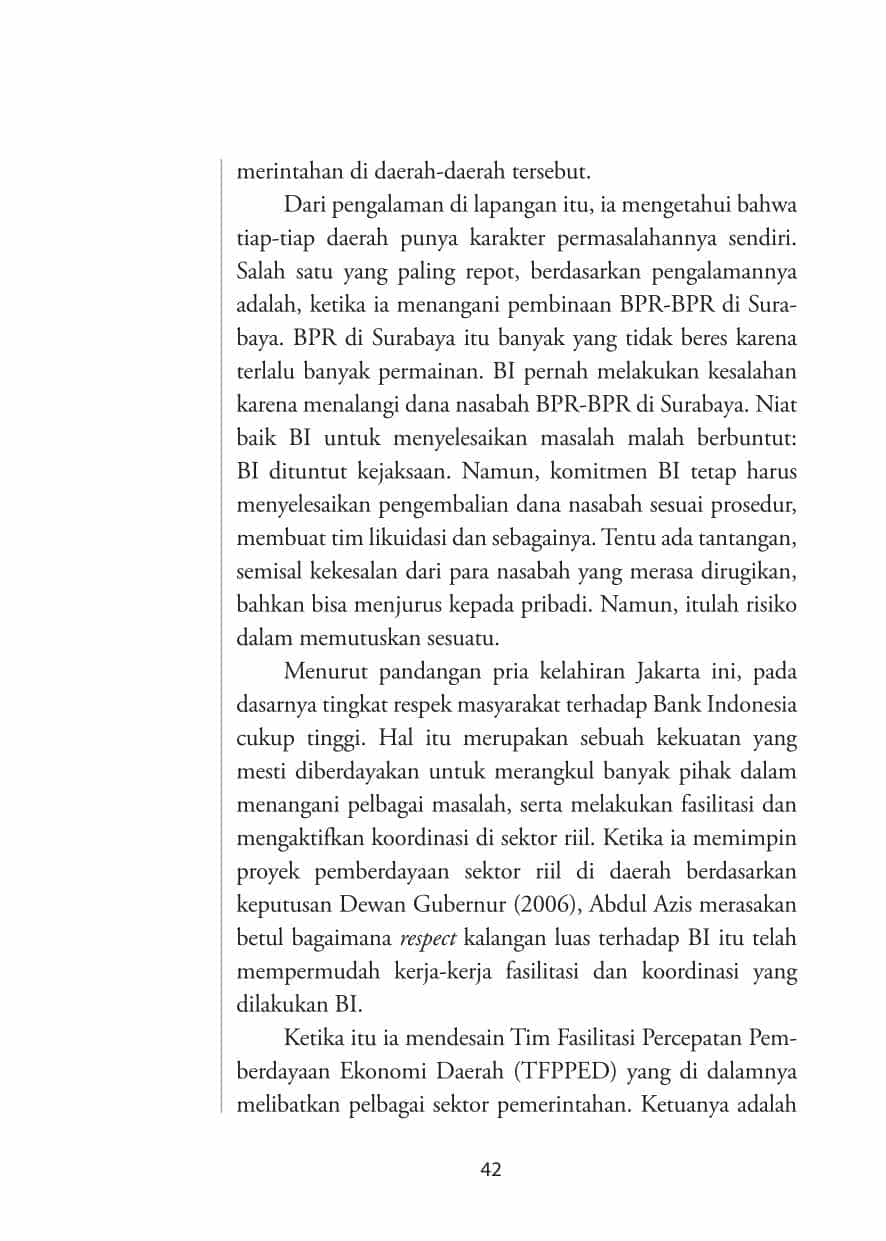 merintahan di daerah-daerah tersebut.
Dari pengalaman di lapangan itu, ia mengetahui bahwa
tiap-tiap daerah punya karakter permasalahannya sendiri.
Salah satu yang paling repot, berdasarkan pengalamannya
adalah, ketika ia menangani pembinaan BPR-BPR di Sura-
baya. BPR di Surabaya itu banyak yang tidak beres karena
terlalu banyak permainan. BI pernah melakukan kesalahan
karena menalangi dana nasabah BPR-BPR di Surabaya. Niat
baik BI untuk menyelesaikan masalah malah berbuntut:
BI dituntut kejaksaan. Namun, komitmen BI tetap harus
menyelesaikan pengembalian dana nasabah sesuai prosedur,
membuat tim likuidasi dan sebagainya. Tentu ada tantangan,
semisal kekesalan dari para nasabah yang merasa dirugikan,
bahkan bisa menjurus kepada pribadi. Namun, itulah risiko
dalam memutuskan sesuatu.
Menurut pandangan pria kelahiran Jakarta ini, pada
dasarnya tingkat respek masyarakat terhadap Bank Indonesia
cukup tinggi. Hal itu merupakan sebuah kekuatan yang
mesti diberdayakan untuk merangkul banyak pihak dalam
menangani pelbagai masalah, serta melakukan fasilitasi dan
mengaktifkan koordinasi di sektor riil. Ketika ia memimpin
proyek pemberdayaan sektor riil di daerah berdasarkan
keputusan Dewan Gubernur (2006), Abdul Azis merasakan
betul bagaimana respect kalangan luas terhadap BI itu telah
mempermudah kerja-kerja fasilitasi dan koordinasi yang
dilakukan BI.
Ketika itu ia mendesain Tim Fasilitasi Percepatan Pem-
berdayaan Ekonomi Daerah (TFPPED) yang di dalamnya
melibatkan pelbagai sektor pemerintahan. Ketuanya adalah
42